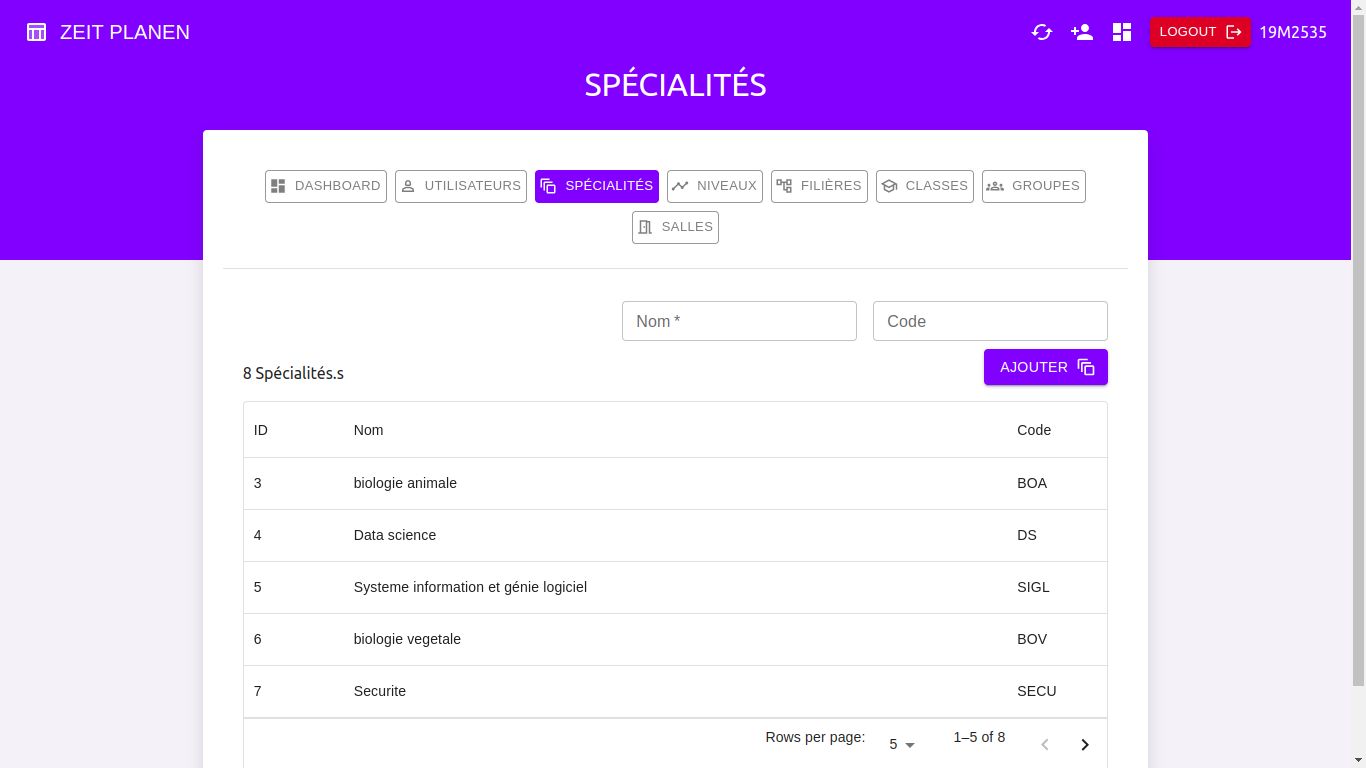 ZEIT PLANEN
LOGOUT 19M2535
SPÉCIALITÉS
DASHBOARD UTILISATEURS SPÉCIALITÉS NIVEAUX FILIÈRES CLASSES GROUPES
SALLES
Nom * Code
8 Spécialités.s AJOUTER
ID Nom Code
3 biologie animale BOA
4 Data science DS
5 Systeme information et génie logiciel SIGL
6 biologie vegetale BOV
7 Securite SECU
Rows per page: 5 1–5 of 8